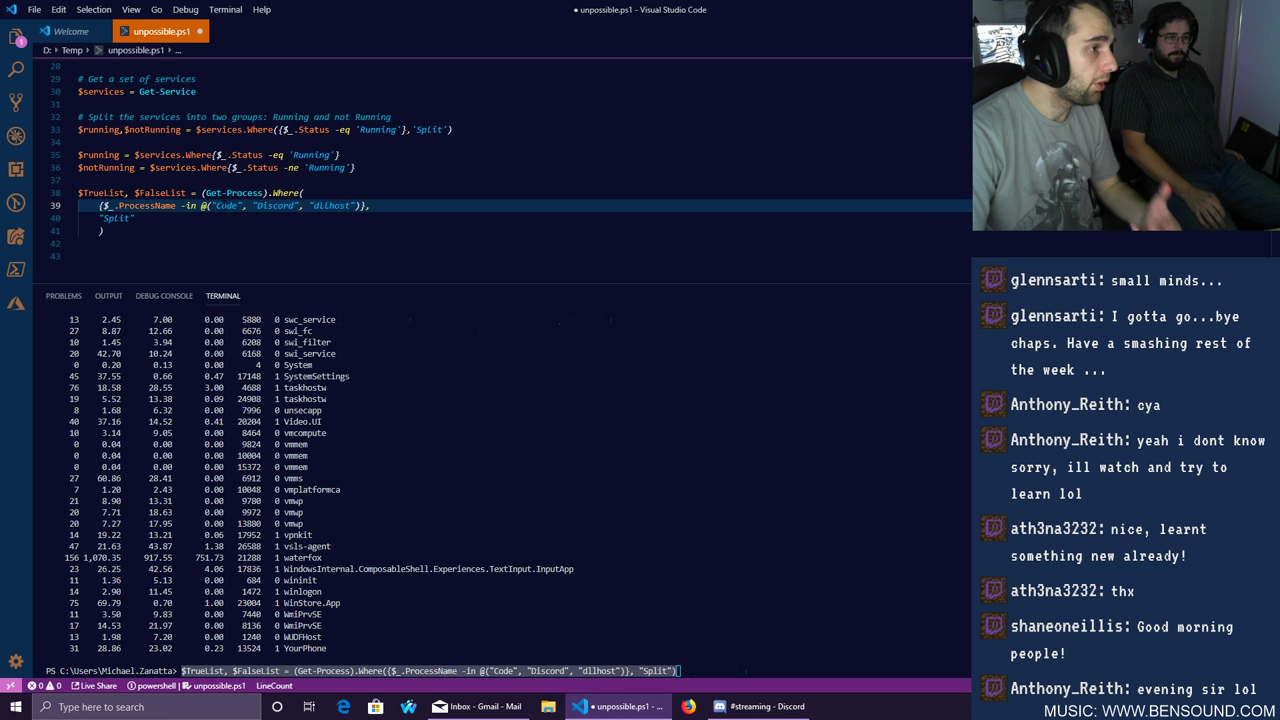 File Edit Selection View Go Debug Terminal Help
● unpossible.ps1 - Visual Studio Code
Welcome
unpossible.ps1 ●
D: > Temp > unpossible.ps1 > ...
28
29 # Get a set of services
30 $services = Get-Service
31
32 # Split the services into two groups: Running and not Running
33 $running,$notRunning = $services.Where({$_.Status -eq 'Running'},'Split')
34
35 $running = $services.Where{$_.Status -eq 'Running'}
36 $notRunning = $services.Where{$_.Status -ne 'Running'}
37
38 $TrueList, $FalseList = (Get-Process).Where(
39 {$_.ProcessName -in @("Code", "Discord", "dllhost")},
40 "Split"
41 )
42
43
PROBLEMS OUTPUT DEBUG CONSOLE TERMINAL
13 2.45 7.00 0.00 5880 0 swc_service
27 8.87 12.66 0.00 6676 0 swi_fc
10 1.45 3.94 0.00 6208 0 swi_filter
20 42.70 10.24 0.00 6168 0 swi_service
0 0.20 0.13 0.00 4 0 System
45 37.55 0.66 0.47 17148 1 SystemSettings
76 18.58 28.55 3.00 4688 1 taskhostw
19 5.52 13.38 0.09 24908 1 taskhostw
8 1.68 6.32 0.00 7996 0 unsecapp
40 37.16 14.52 0.41 20204 1 Video.UI
10 3.14 9.05 0.00 8464 0 vmcompute
0 0.04 0.00 0.00 9824 0 vmmem
0 0.04 0.00 0.00 10004 0 vmmem
0 0.04 0.00 0.00 15372 0 vmmem
27 60.86 28.41 0.00 6912 0 vmms
7 1.20 2.43 0.00 10048 0 vmplatformca
21 8.90 13.31 0.00 9780 0 vmwp
20 7.71 18.63 0.00 9972 0 vmwp
20 7.27 17.95 0.00 13880 0 vmwp
14 19.22 13.21 0.06 17952 1 vpnkit
47 21.63 43.87 1.38 26588 1 vsls-agent
156 1,070.35 917.55 751.73 21288 1 waterfox
23 26.25 42.56 4.06 17836 1 WindowsInternal.ComposableShell.Experiences.TextInput.InputApp
11 1.36 5.13 0.00 684 0 wininit
14 2.90 11.45 0.00 1472 1 winlogon
75 69.79 0.70 1.00 23004 1 WinStore.App
11 3.50 9.83 0.00 7440 0 WmiPrvSE
17 14.53 21.97 0.00 8136 0 WmiPrvSE
13 1.98 7.20 0.00 1240 0 WUDFHost
31 28.86 23.02 0.23 13524 1 YourPhone
PS C:\Users\Michael.Zanatta> $TrueList, $FalseList = (Get-Process).Where({$_.ProcessName -in @("Code", "Discord", "dllhost")}, "Split")
0 0 Live Share powershell | unpossible.ps1 LineCount
Type here to search
Inbox - Gmail - Mail
● unpossible.ps1 - ...
#streaming - Discord
glennsarti: small minds...
glennsarti: I gotta go...bye
chaps. Have a smashing rest of
the week ...
Anthony_Reith: cya
Anthony_Reith: yeah i dont know
sorry, ill watch and try to
learn lol
ath3na3232: nice, learnt
something new already!
ath3na3232: thx
shaneoneillis: Good morning
people!
Anthony_Reith: evening sir lol
MUSIC: WWW.BENSOUND.COM